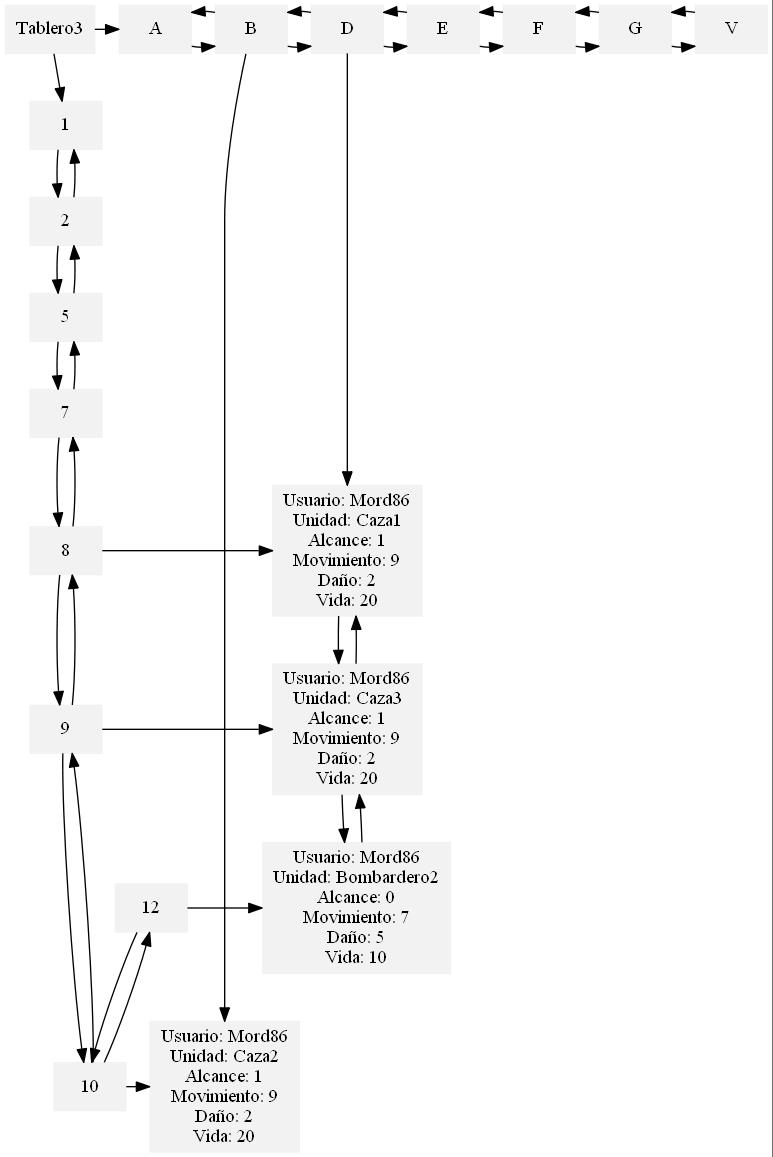 Tablero3
A
B
D
E
F
G
V
1
2
5
7
8
Usuario: Mord86
Unidad: Caza1
Alcance: 1
Movimiento: 9
Daño: 2
Vida: 20
9
Usuario: Mord86
Unidad: Caza3
Alcance: 1
Movimiento: 9
Daño: 2
Vida: 20
12
Usuario: Mord86
Unidad: Bombardero2
Alcance: 0
Movimiento: 7
Daño: 5
Vida: 10
10
Usuario: Mord86
Unidad: Caza2
Alcance: 1
Movimiento: 9
Daño: 2
Vida: 20